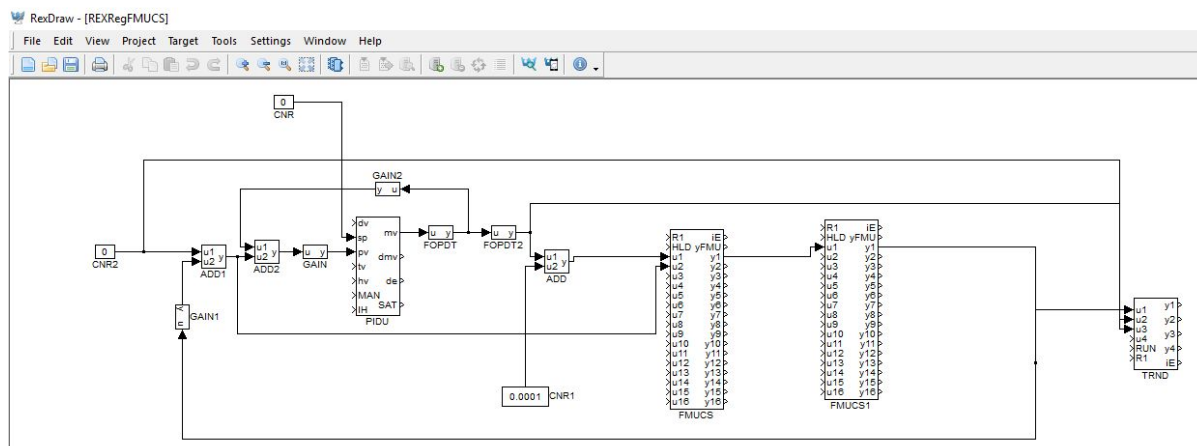 RexDraw - [REXRegFMUCS]
File Edit View Project Target Tools Settings Window Help
0
CNR
GAIN2
y u
dv
sp
pv
tv
hv
MAN
IH
mv
dmv
de
SAT
PIDU
u y
FOPDT
u y
FOPDT2
0
CNR2
u1
u2
y
ADD1
u1
u2
y
ADD2
u y
GAIN
y
u
GAIN1
u1
u2
y
ADD
0.0001
CNR1
R1 iE
HLD yFMU
u1 y1
u2 y2
u3 y3
u4 y4
u5 y5
u6 y6
u7 y7
u8 y8
u9 y9
u10 y10
u11 y11
u12 y12
u13 y13
u14 y14
u15 y15
u16 y16
FMUCS
R1 iE
HLD yFMU
u1 y1
u2 y2
u3 y3
u4 y4
u5 y5
u6 y6
u7 y7
u8 y8
u9 y9
u10 y10
u11 y11
u12 y12
u13 y13
u14 y14
u15 y15
u16 y16
FMUCS1
u1
u2
u3
u4
RUN
R1
y1
y2
y3
y4
iE
TRND